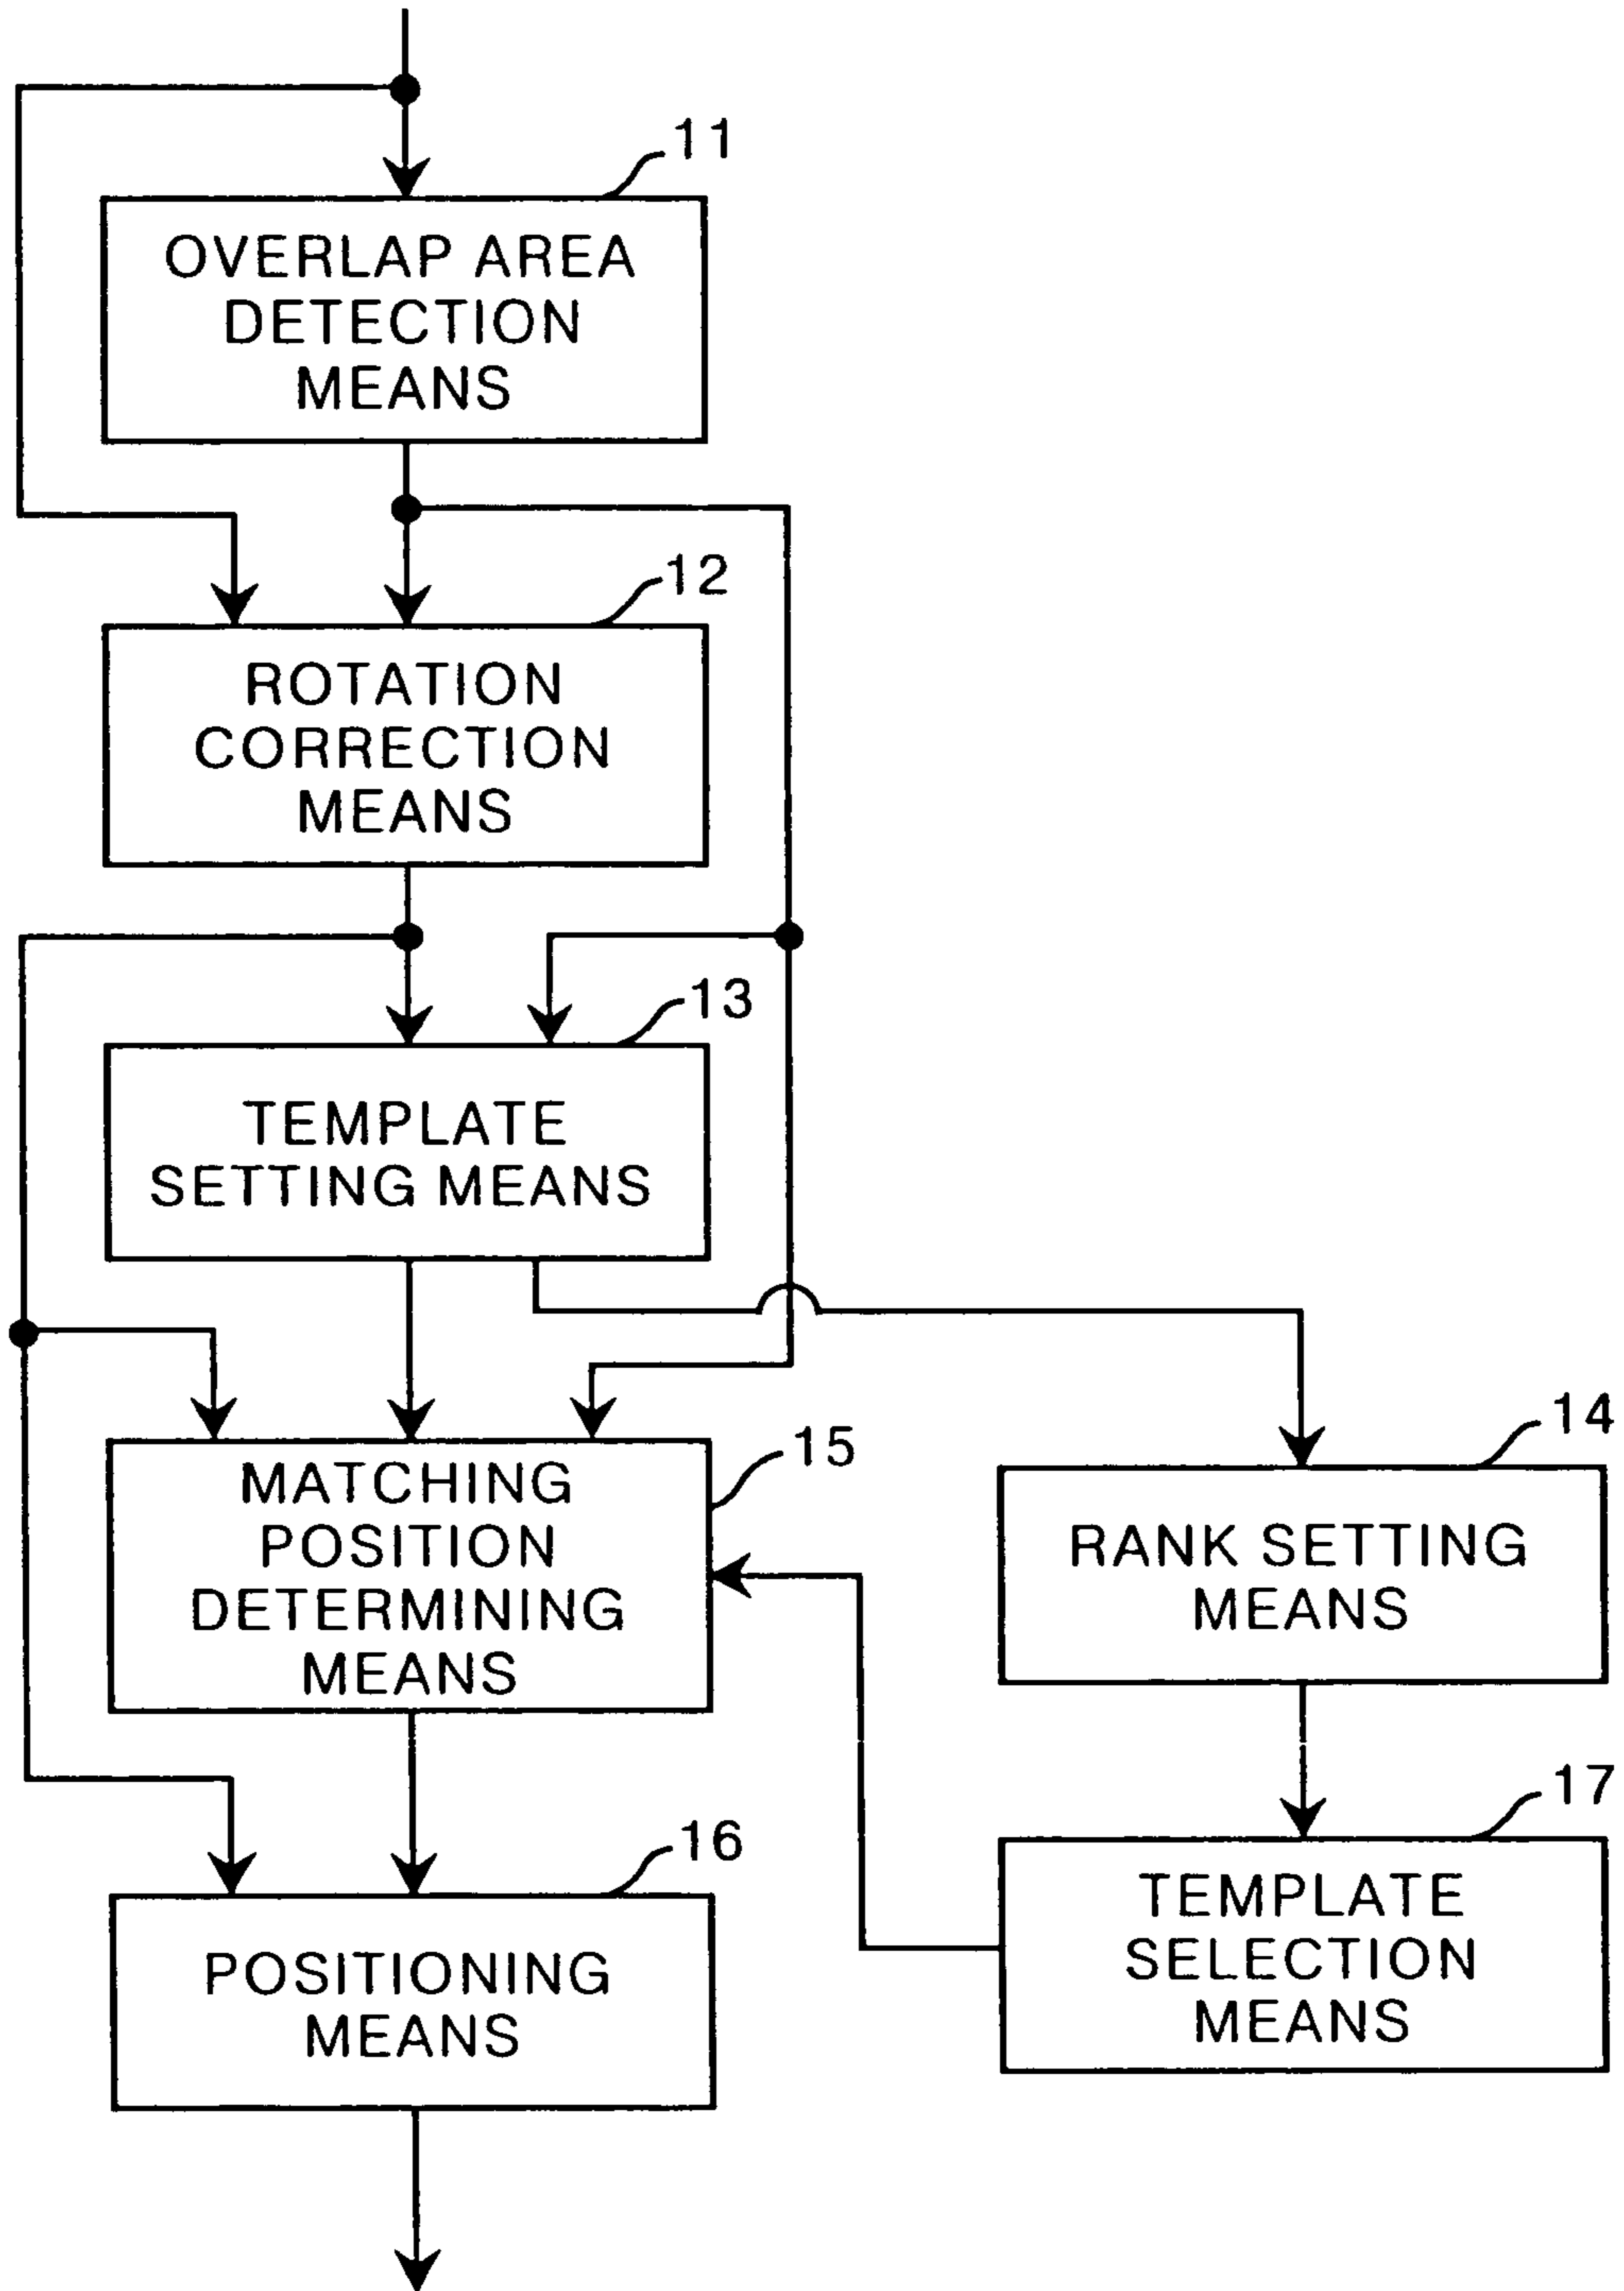 11
OVERLAP AREA
DETECTION
MEANS
12
ROTATION
CORRECTION
MEANS
13
TEMPLATE
SETTING MEANS
15
MATCHING
POSITION
DETERMINING
MEANS
14
RANK SETTING
MEANS
16
POSITIONING
MEANS
17
TEMPLATE
SELECTION
MEANS